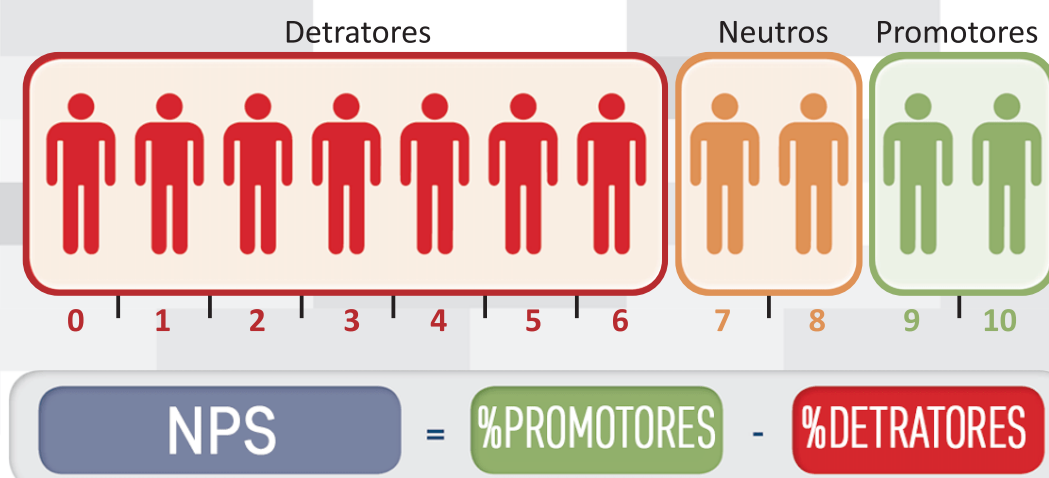 Detratores Neutros Promotores
0 1 2 3 4 5 6 7 8 9 10
NPS = %PROMOTORES - %DETRATORES